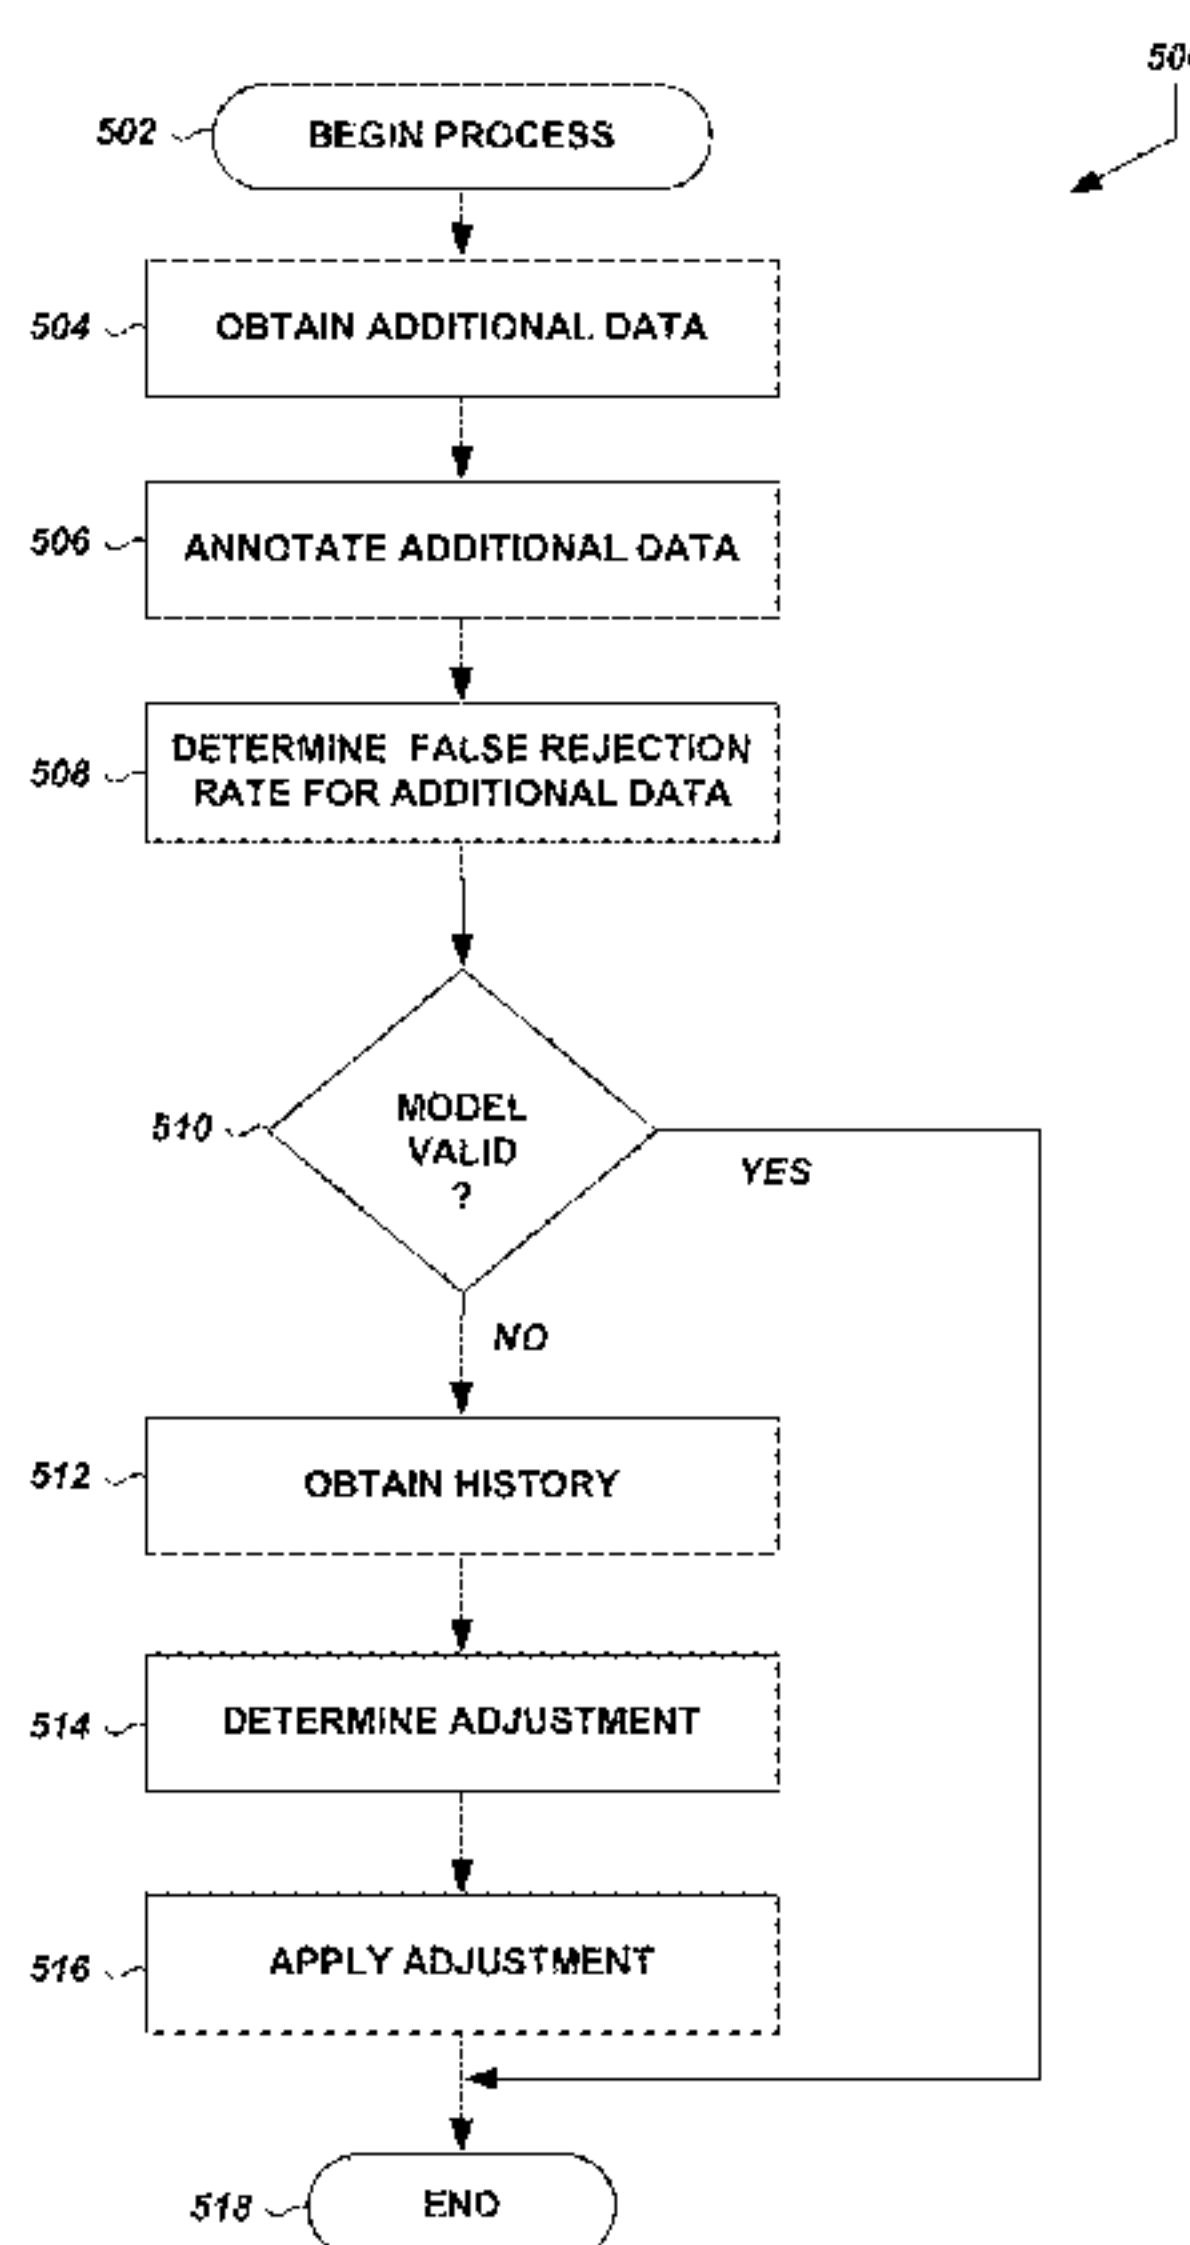 502 BEGIN PROCESS
504 OBTAIN ADDITIONAL DATA
506 ANNOTATE ADDITIONAL DATA
508 DETERMINE FALSE REJECTION
RATE FOR ADDITIONAL DATA
510 MODEL
VALID
?
YES
NO
512 OBTAIN HISTORY
514 DETERMINE ADJUSTMENT
516 APPLY ADJUSTMENT
518 END